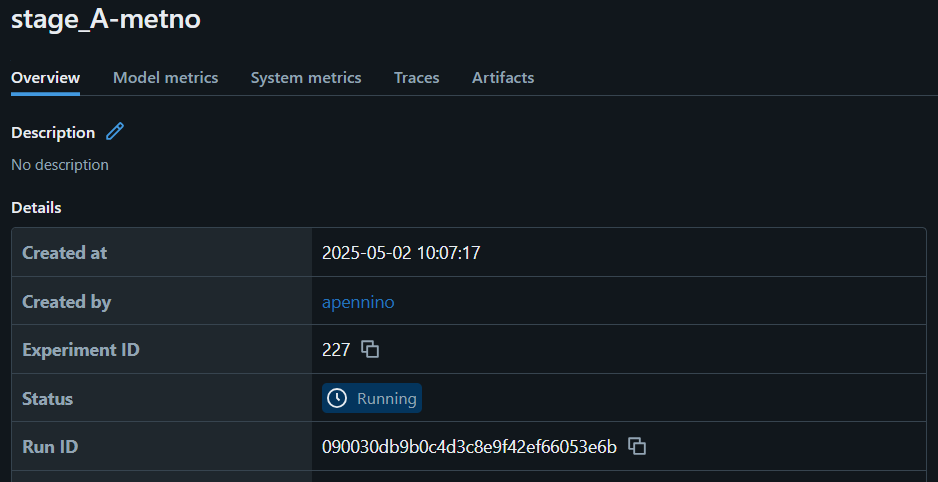 stage_A-metno
Overview Model metrics System metrics Traces Artifacts
Description
No description
Details
Created at 2025-05-02 10:07:17
Created by apennino
Experiment ID 227
Status Running
Run ID 090030db9b0c4d3c8e9f42ef66053e6b